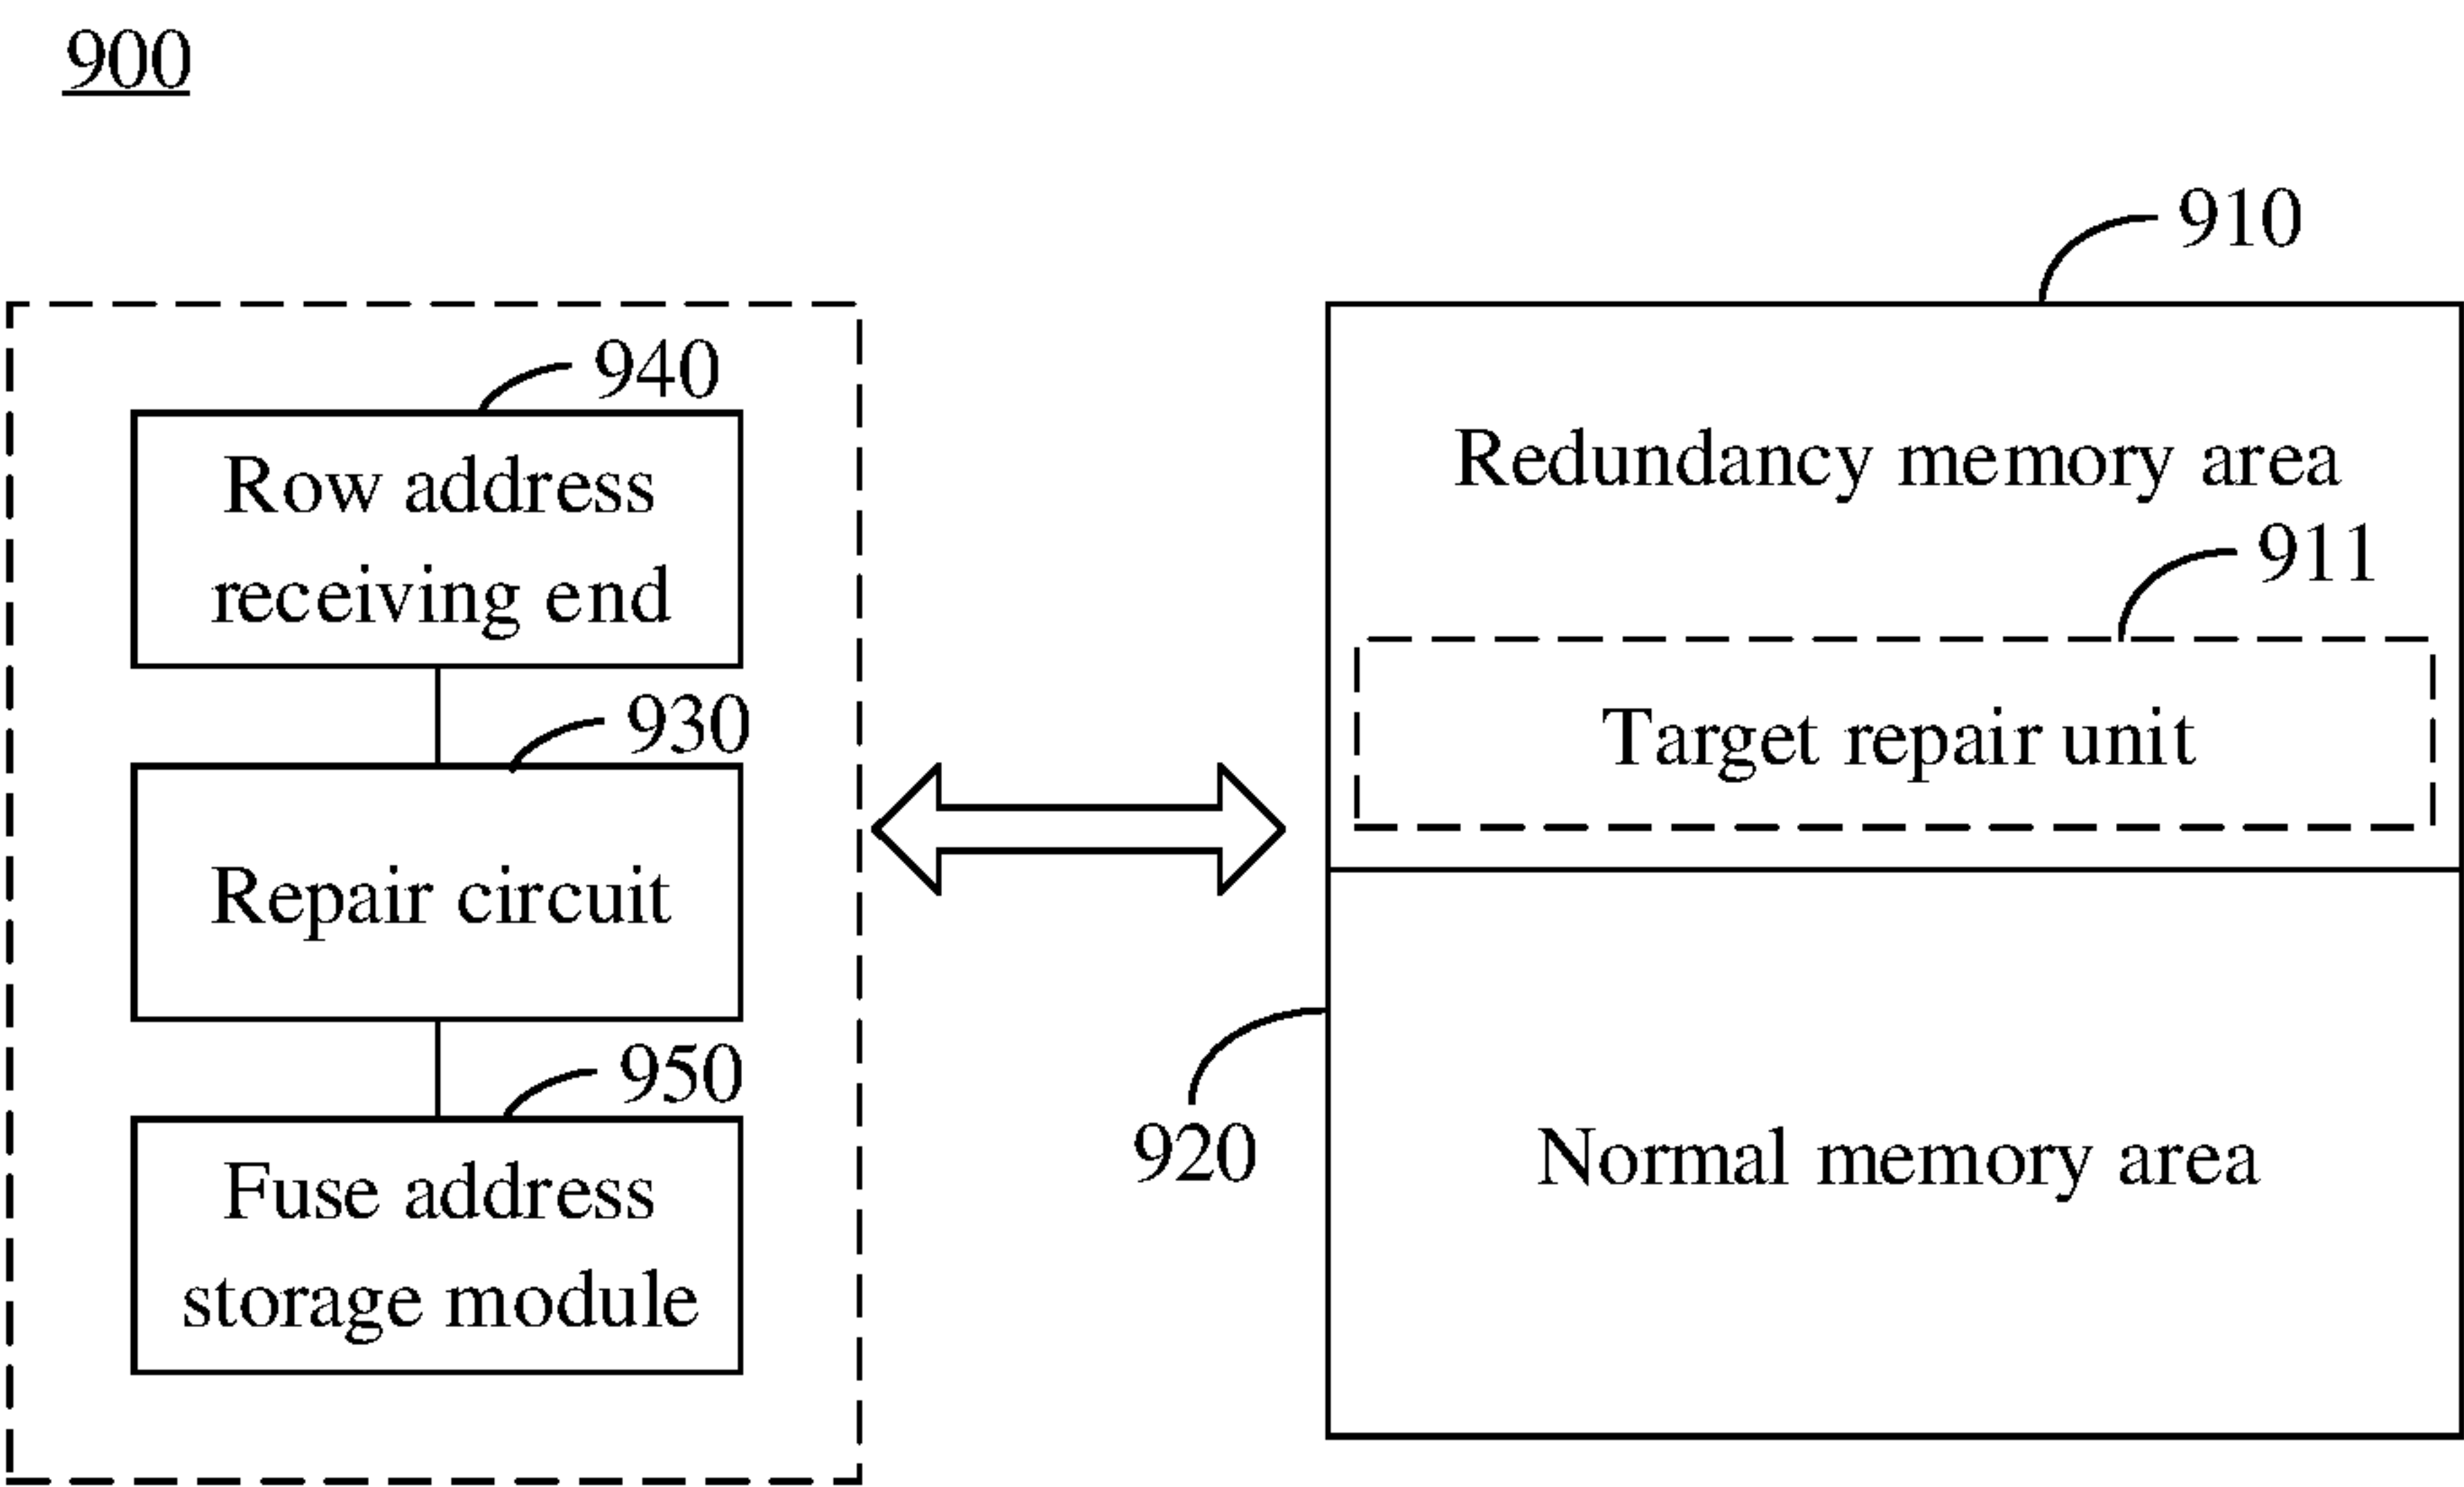 900
940
Row address
receiving end
930
Repair circuit
950
Fuse address
storage module
910
Redundancy memory area
911
Target repair unit
920
Normal memory area